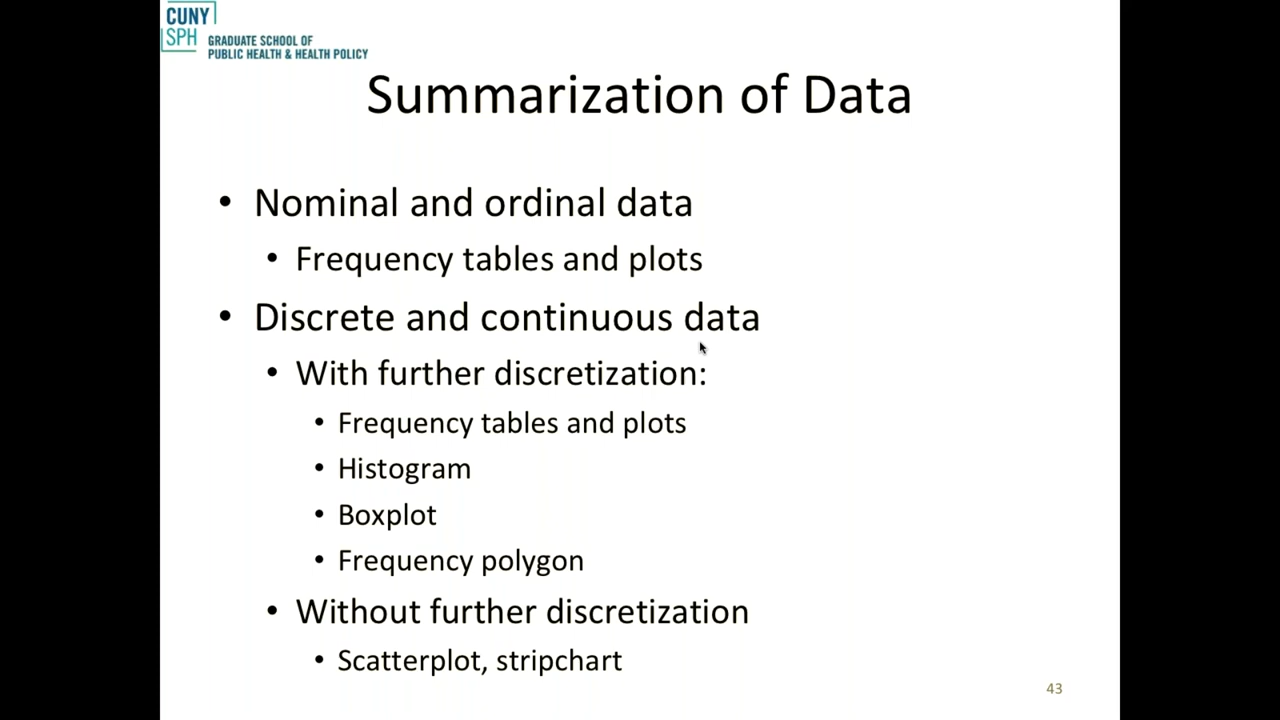 CUNY
SPH
GRADUATE SCHOOL OF
PUBLIC HEALTH & HEALTH POLICY
Summarization of Data
• Nominal and ordinal data
• Frequency tables and plots
• Discrete and continuous data
• With further discretization:
• Frequency tables and plots
• Histogram
• Boxplot
• Frequency polygon
• Without further discretization
• Scatterplot, stripchart
43